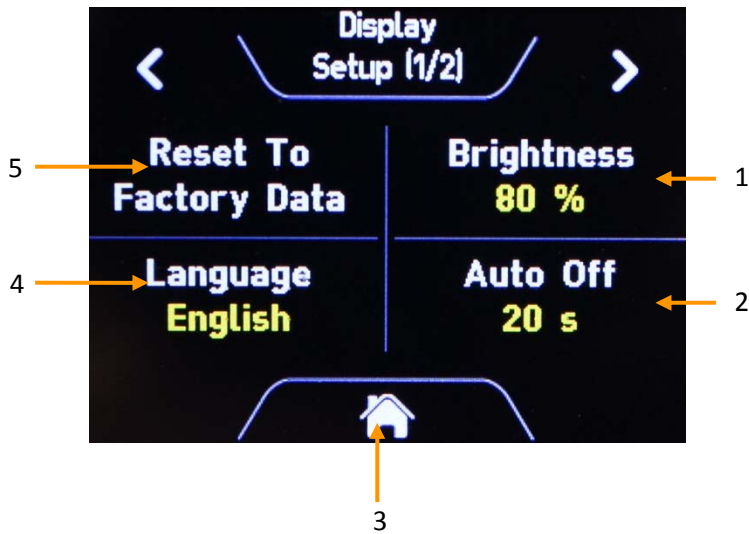 Display
Setup (1/2)
Reset To
Factory Data
Brightness
80 %
Language
English
Auto Off
20 s
5
1
4
2
3